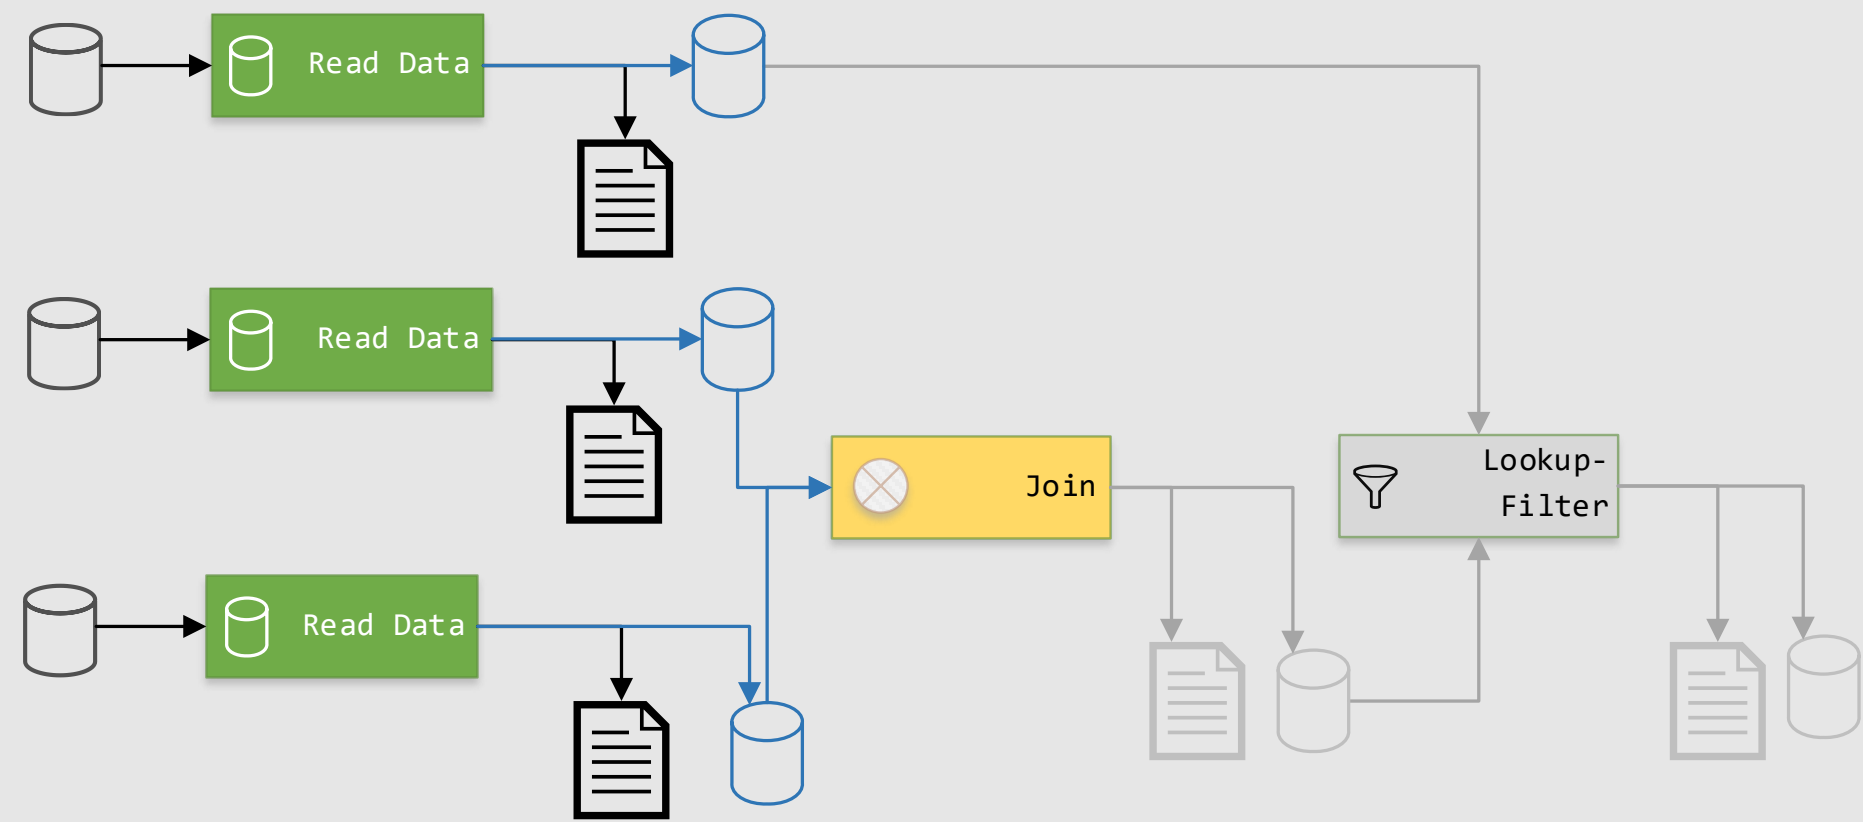 Read Data
Read Data
Join
Lookup-
Filter
Read Data